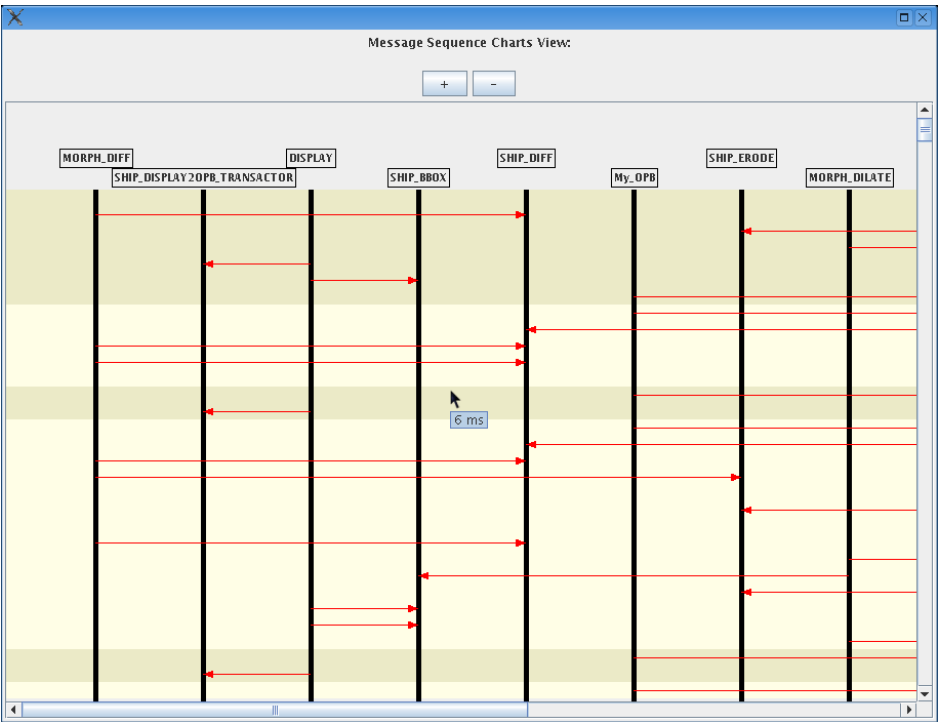 Message Sequence Charts View:
+ -
MORPH_DIFF DISPLAY SHIP_DIFF SHIP_ERODE
SHIP_DISPLAY2OPB_TRANSACTOR SHIP_BBOX My_OPB MORPH_DILATE
6 ms